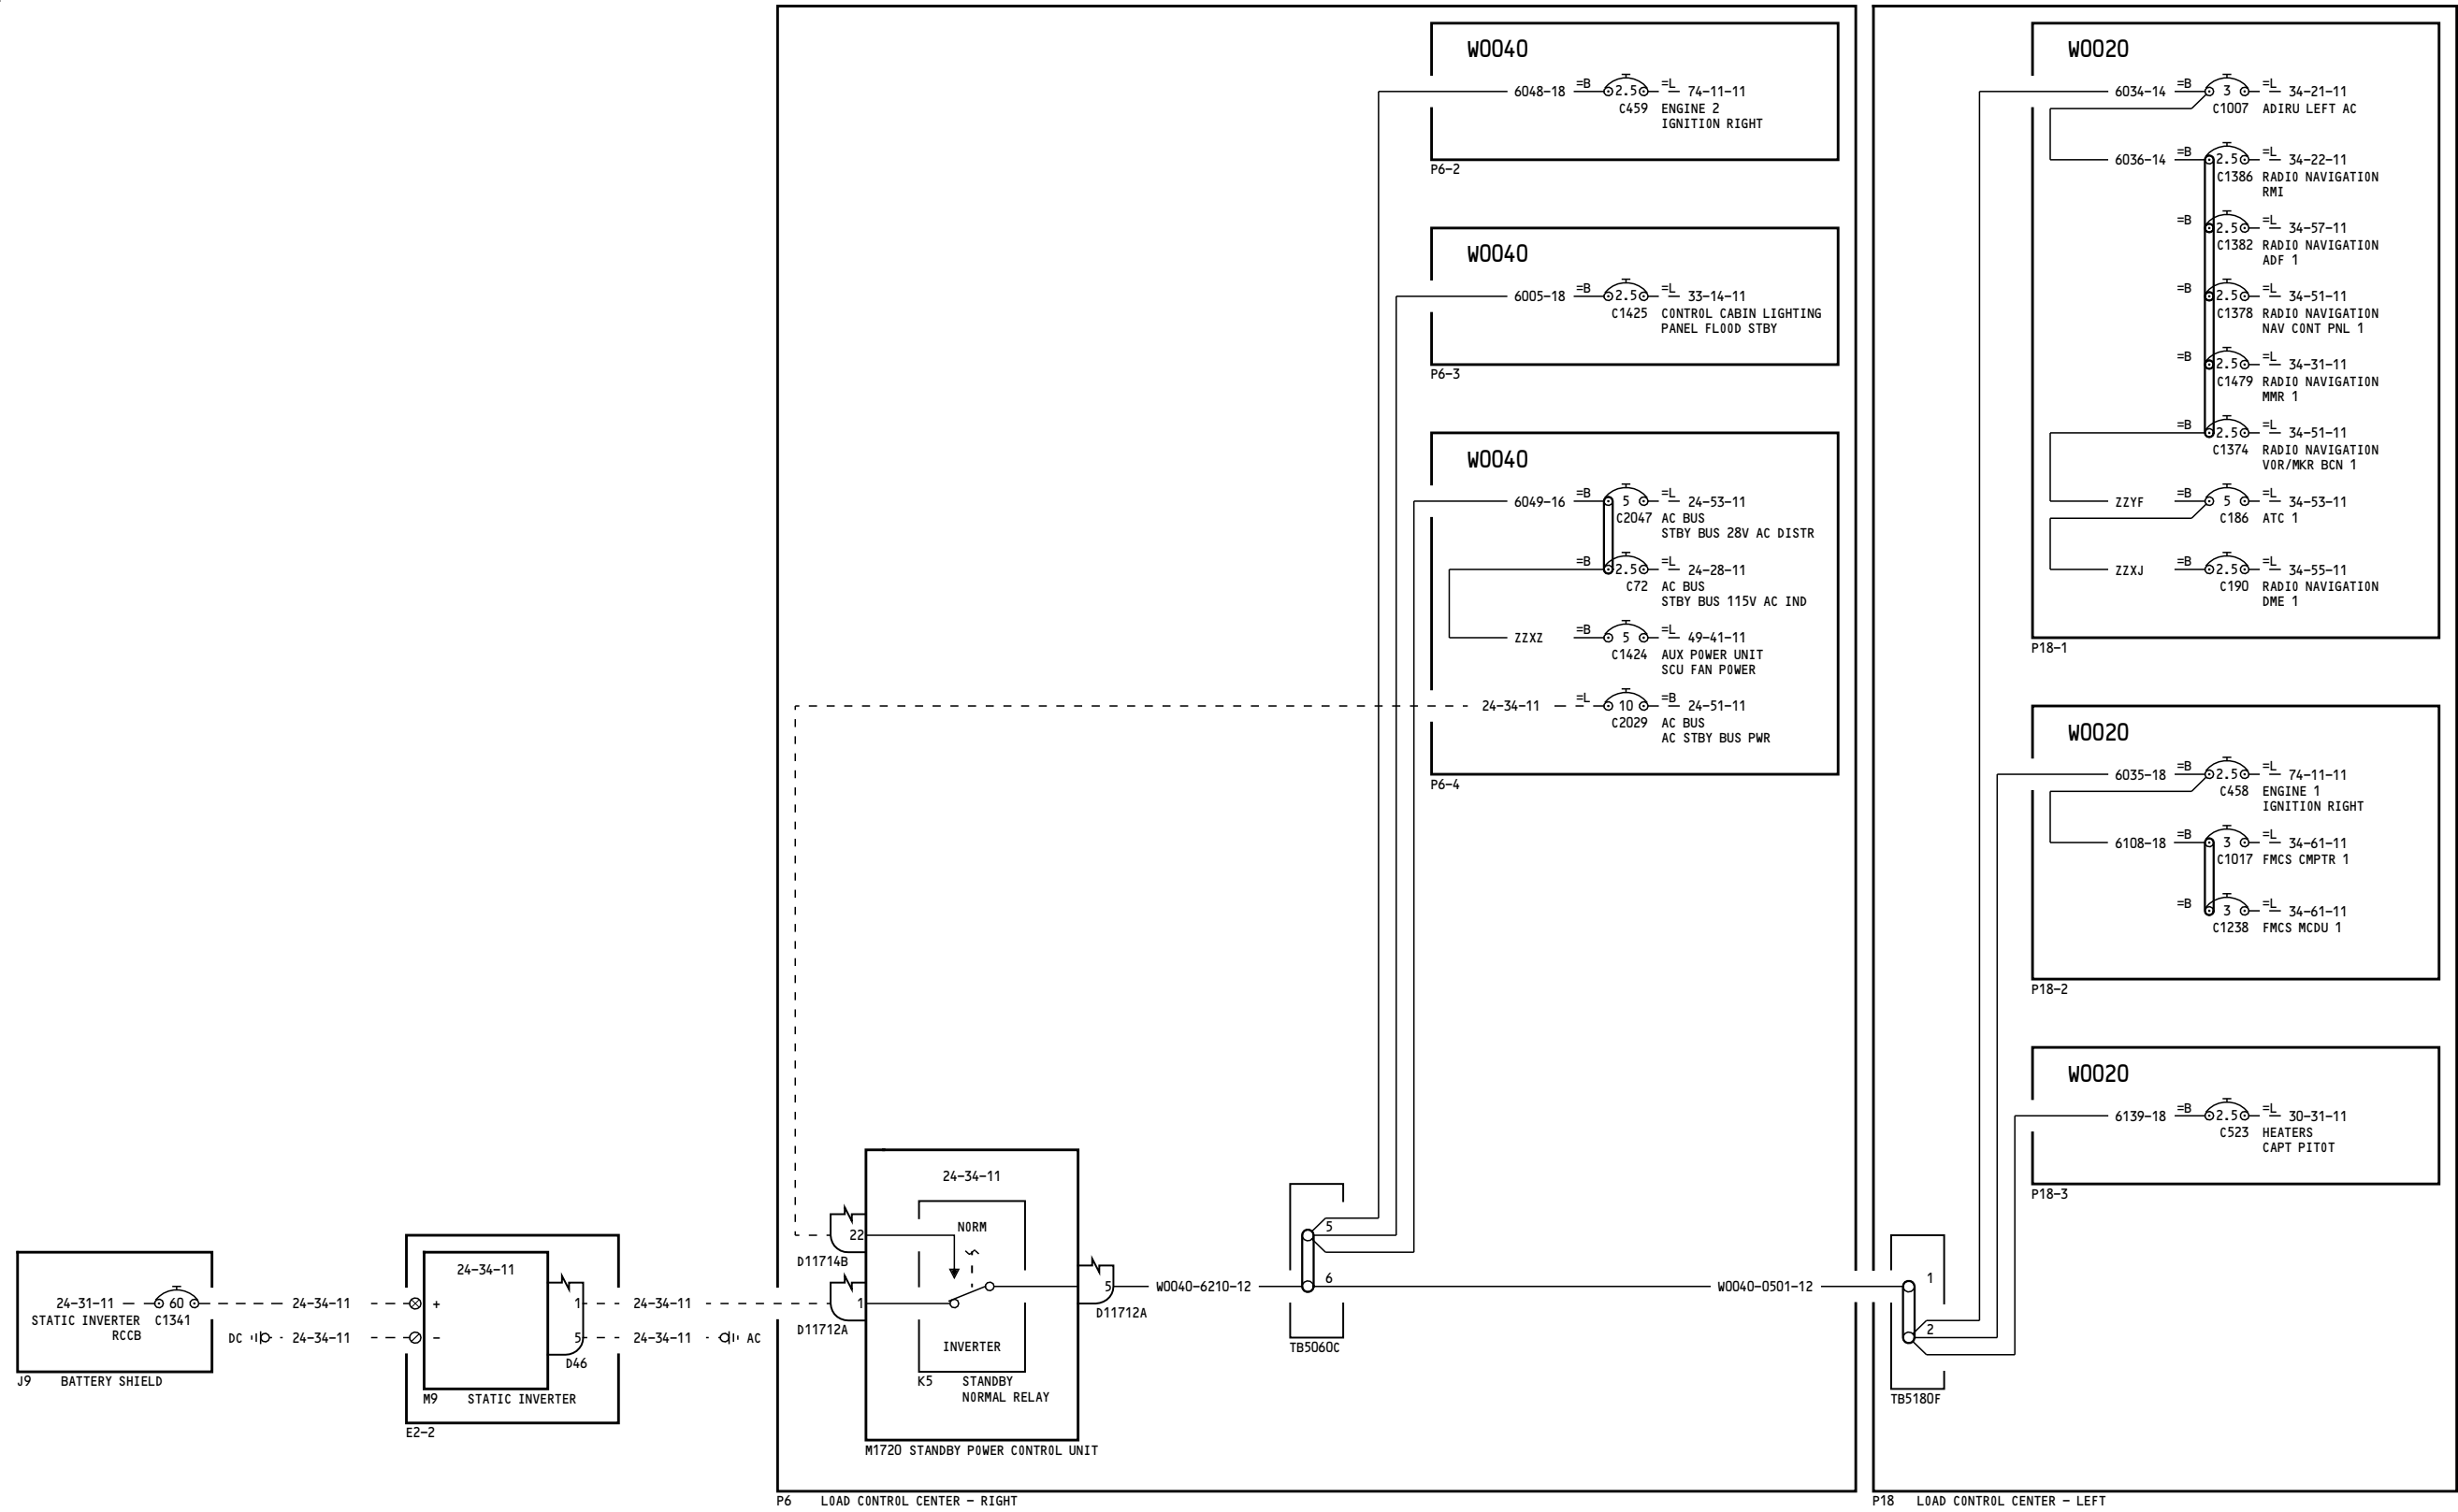 W0040
6048-18 =B 2.5 =L 74-11-11
C459 ENGINE 2
IGNITION RIGHT
P6-2
W0040
6005-18 =B 2.5 =L 33-14-11
C1425 CONTROL CABIN LIGHTING
PANEL FLOOD STBY
P6-3
W0040
6049-16 =B 5 =L 24-53-11
C2047 AC BUS
STBY BUS 28V AC DISTR
=B 2.5 =L 24-28-11
C72 AC BUS
STBY BUS 115V AC IND
ZZXZ =B 5 =L 49-41-11
C1424 AUX POWER UNIT
SCU FAN POWER
24-34-11 =L 10 =B 24-51-11
C2029 AC BUS
AC STBY BUS PWR
P6-4
W0020
6034-14 =B 3 =L 34-21-11
C1007 ADIRU LEFT AC
6036-14 =B 2.5 =L 34-22-11
C1386 RADIO NAVIGATION
RMI
=B 2.5 =L 34-57-11
C1382 RADIO NAVIGATION
ADF 1
=B 2.5 =L 34-51-11
C1378 RADIO NAVIGATION
NAV CONT PNL 1
=B 2.5 =L 34-31-11
C1479 RADIO NAVIGATION
MMR 1
=B 2.5 =L 34-51-11
C1374 RADIO NAVIGATION
VOR/MKR BCN 1
ZZYF =B 5 =L 34-53-11
C186 ATC 1
ZZXJ =B 2.5 =L 34-55-11
C190 RADIO NAVIGATION
DME 1
P18-1
W0020
6035-18 =B 2.5 =L 74-11-11
C458 ENGINE 1
IGNITION RIGHT
6108-18 =B 3 =L 34-61-11
C1017 FMCS CMPTR 1
=B 3 =L 34-61-11
C1238 FMCS MCDU 1
P18-2
W0020
6139-18 =B 2.5 =L 30-31-11
C523 HEATERS
CAPT PITOT
P18-3
24-31-11 60 24-34-11
STATIC INVERTER C1341
RCCB
DC 24-34-11
J9 BATTERY SHIELD
24-34-11
+
-
1 24-34-11
5 24-34-11 AC
D46
M9 STATIC INVERTER
E2-2
24-34-11
NORM
22
D11714B
1
D11712A
INVERTER
K5 STANDBY
NORMAL RELAY
5 W0040-6210-12
D11712A
M1720 STANDBY POWER CONTROL UNIT
5
6 W0040-0501-12
TB5060C
1
2
TB5180F
P6 LOAD CONTROL CENTER - RIGHT
P18 LOAD CONTROL CENTER - LEFT